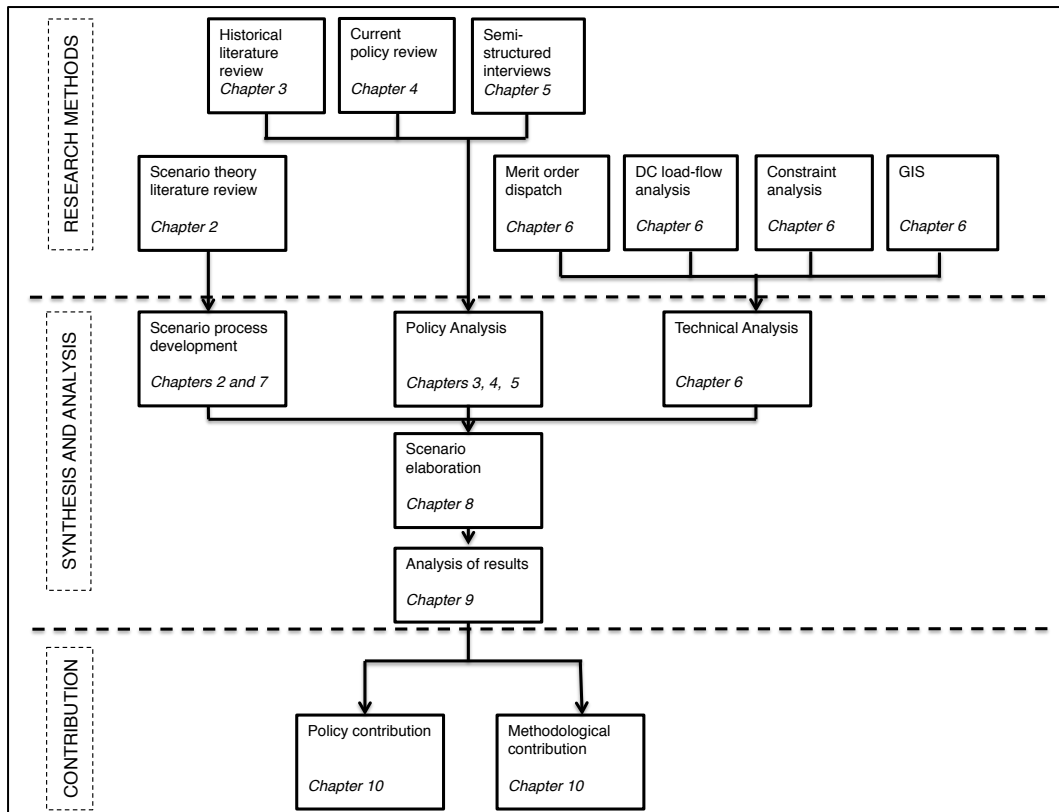 RESEARCH METHODS
Historical
literature
review
Chapter 3
Current
policy review
Chapter 4
Semi-
structured
interviews
Chapter 5
Scenario theory
literature review
Chapter 2
Merit order
dispatch
Chapter 6
DC load-flow
analysis
Chapter 6
Constraint
analysis
Chapter 6
GIS
Chapter 6
SYNTHESIS AND ANALYSIS
Scenario process
development
Chapters 2 and 7
Policy Analysis
Chapters 3, 4, 5
Technical Analysis
Chapter 6
Scenario
elaboration
Chapter 8
Analysis of results
Chapter 9
CONTRIBUTION
Policy contribution
Chapter 10
Methodological
contribution
Chapter 10